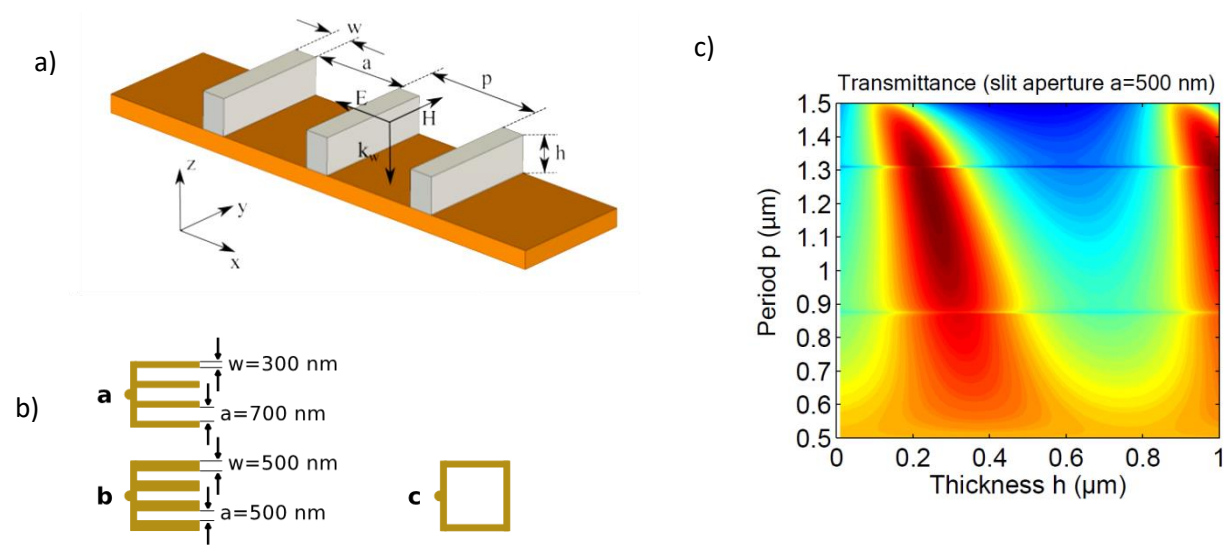 a)
w
a
p
E
H
k_w
h
z
y
x
b)
a
w=300 nm
a=700 nm
b
w=500 nm
a=500 nm
c
c)
Transmittance (slit aperture a=500 nm)
1.5
1.4
1.3
1.2
1.1
1
0.9
0.8
0.7
0.6
0.5
Period p (µm)
0 0.2 0.4 0.6 0.8 1
Thickness h (µm)